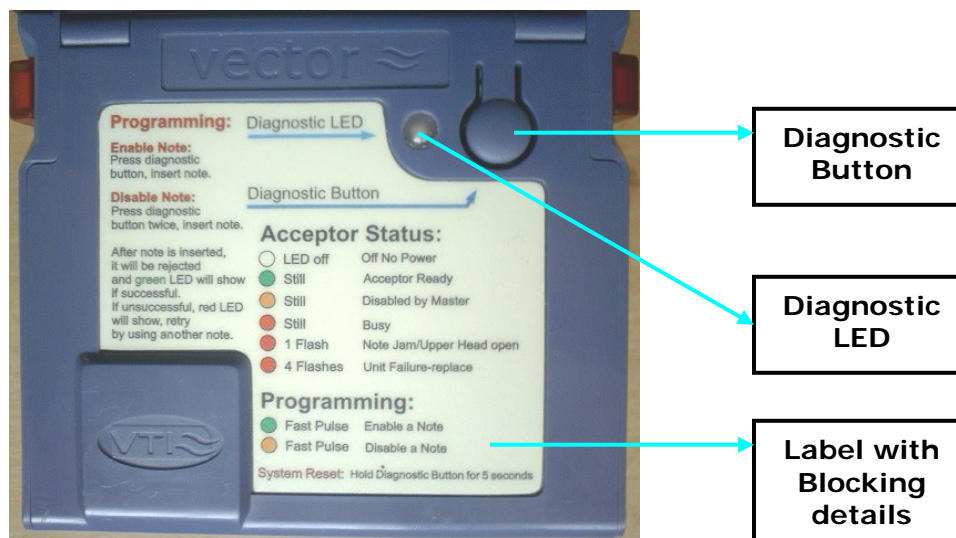 vector
Programming:
Enable Note:
Press diagnostic
button, insert note.
Disable Note:
Press diagnostic
button twice, insert note.
After note is inserted,
it will be rejected
and green LED will show
if successful.
If unsuccessful, red LED
will show, retry
by using another note.
Diagnostic LED
Diagnostic Button
Acceptor Status:
LED off Off No Power
Still Acceptor Ready
Still Disabled by Master
Still Busy
1 Flash Note Jam/Upper Head open
4 Flashes Unit Failure-replace
Programming:
Fast Pulse Enable a Note
Fast Pulse Disable a Note
System Reset: Hold Diagnostic Button for 5 seconds
VTI
Diagnostic
Button
Diagnostic
LED
Label with
Blocking
details